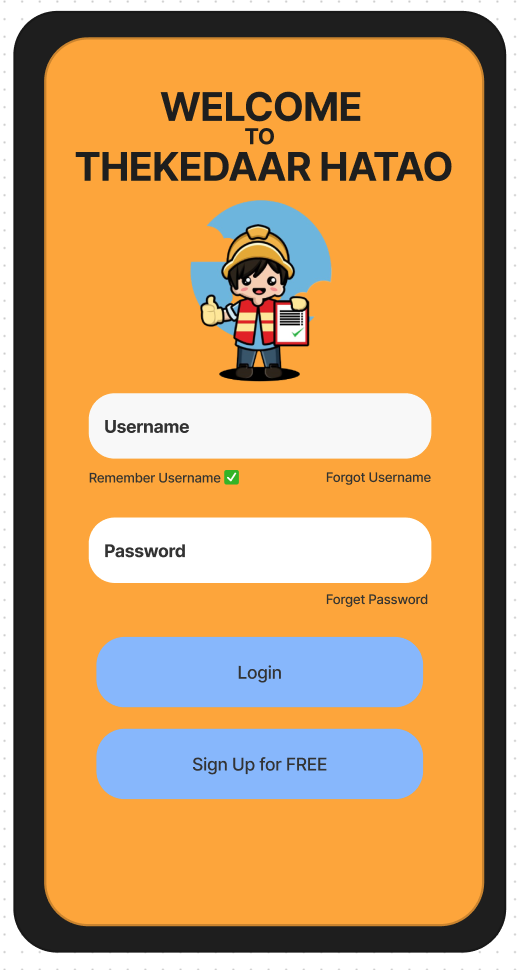 WELCOME
TO
THEKEDAAR HATAO
Username
Remember Username ✅ Forgot Username
Password
Forget Password
Login
Sign Up for FREE